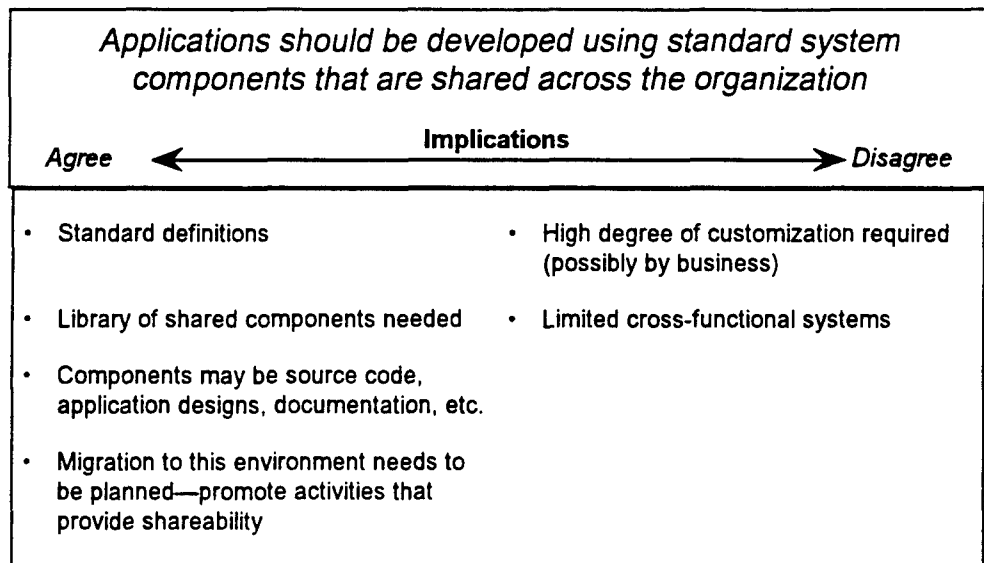 Applications should be developed using standard system
components that are shared across the organization
Implications
Agree
Disagree
• Standard definitions
• Library of shared components needed
• Components may be source code,
application designs, documentation, etc.
• Migration to this environment needs to
be planned—promote activities that
provide shareability
• High degree of customization required
(possibly by business)
• Limited cross-functional systems